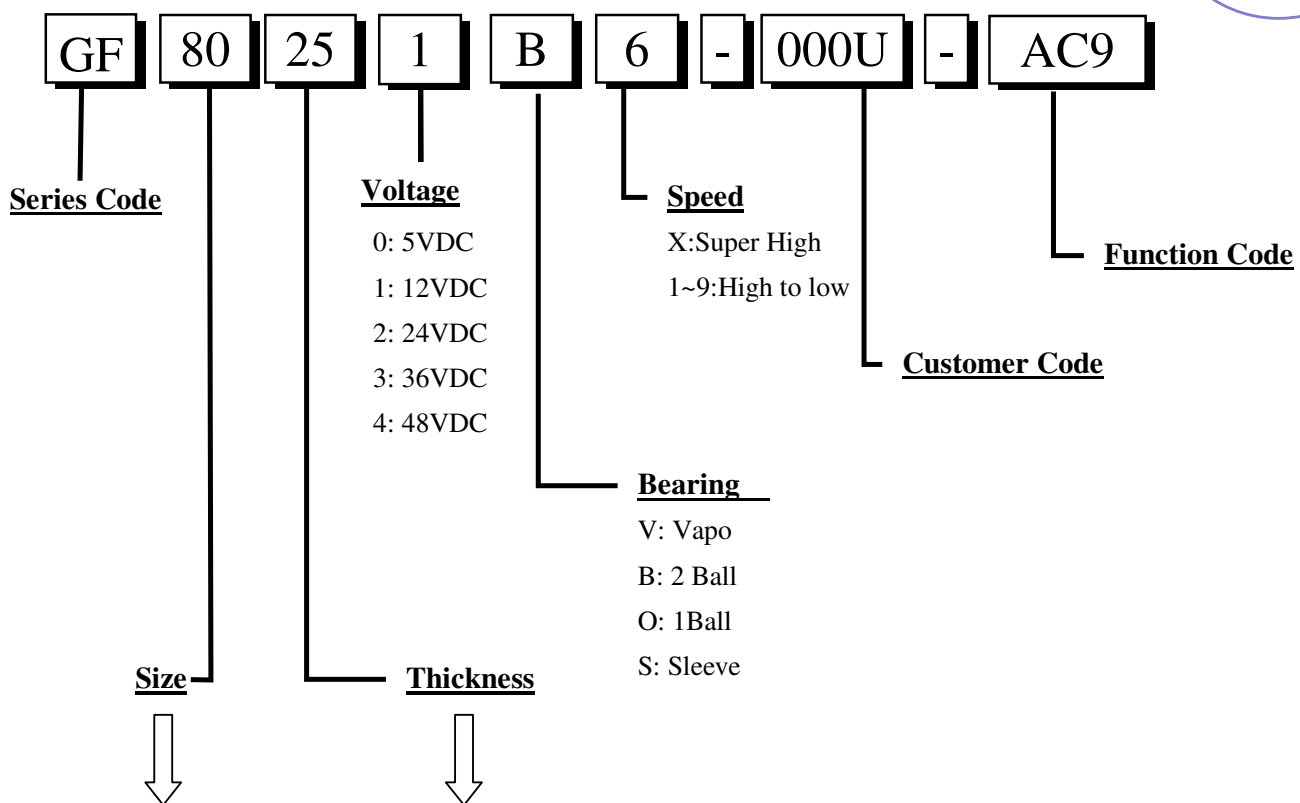 GF 80 25 1 B 6 - 000U - AC9
Series Code
Voltage
0: 5VDC
1: 12VDC
2: 24VDC
3: 36VDC
4: 48VDC
Speed
X:Super High
1~9:High to low
Function Code
Customer Code
Bearing
V: Vapo
B: 2 Ball
O: 1Ball
S: Sleeve
Size
Thickness